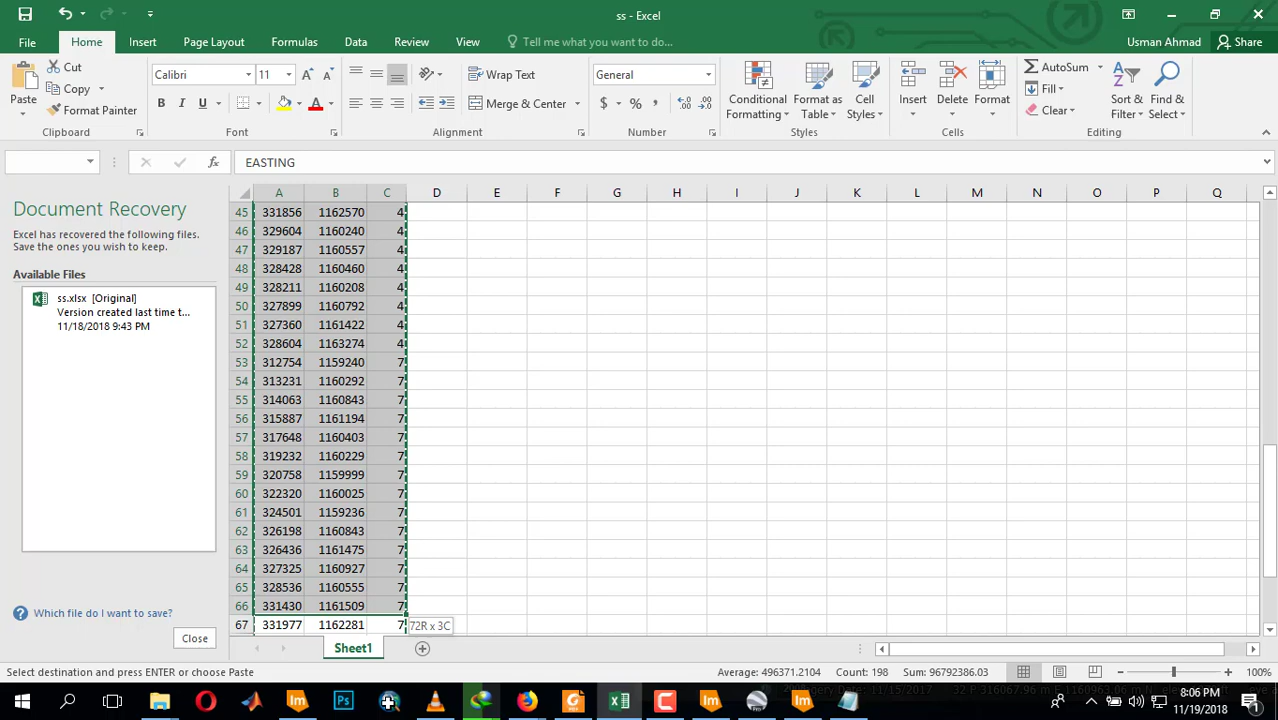 ss - Excel
File Home Insert Page Layout Formulas Data Review View Tell me what you want to do... Usman Ahmad Share
Paste Cut Copy Format Painter Clipboard
Calibri 11 B I U A Font
Wrap Text Merge & Center Alignment
General $ % , Number
Conditional Formatting Format as Table Cell Styles Styles
Insert Delete Format Cells
AutoSum Fill Clear Sort & Filter Find & Select Editing
fx EASTING
Document Recovery
Excel has recovered the following files.
Save the ones you wish to keep.
Available Files
ss.xlsx [Original]
Version created last time t...
11/18/2018 9:43 PM
Which file do I want to save?
Close
A B C D E F G H I J K L M N O P Q
45 331856 1162570 4
46 329604 1160240 4
47 329187 1160557 4
48 328428 1160460 4
49 328211 1160208 4
50 327899 1160792 4
51 327360 1161422 4
52 328604 1163274 4
53 312754 1159240 7
54 313231 1160292 7
55 314063 1160843 7
56 315887 1161194 7
57 317648 1160403 7
58 319232 1160229 7
59 320758 1159999 7
60 322320 1160025 7
61 324501 1159236 7
62 326198 1160843 7
63 326436 1161475 7
64 327325 1160927 7
65 328536 1160555 7
66 331430 1161509 7
67 331977 1162281 7
72R x 3C
Sheet1
Select destination and press ENTER or choose Paste Average: 496371.2104 Count: 198 Sum: 96792386.03 100%
Im Ps Im Pro Im
8:06 PM
11/19/2018
1